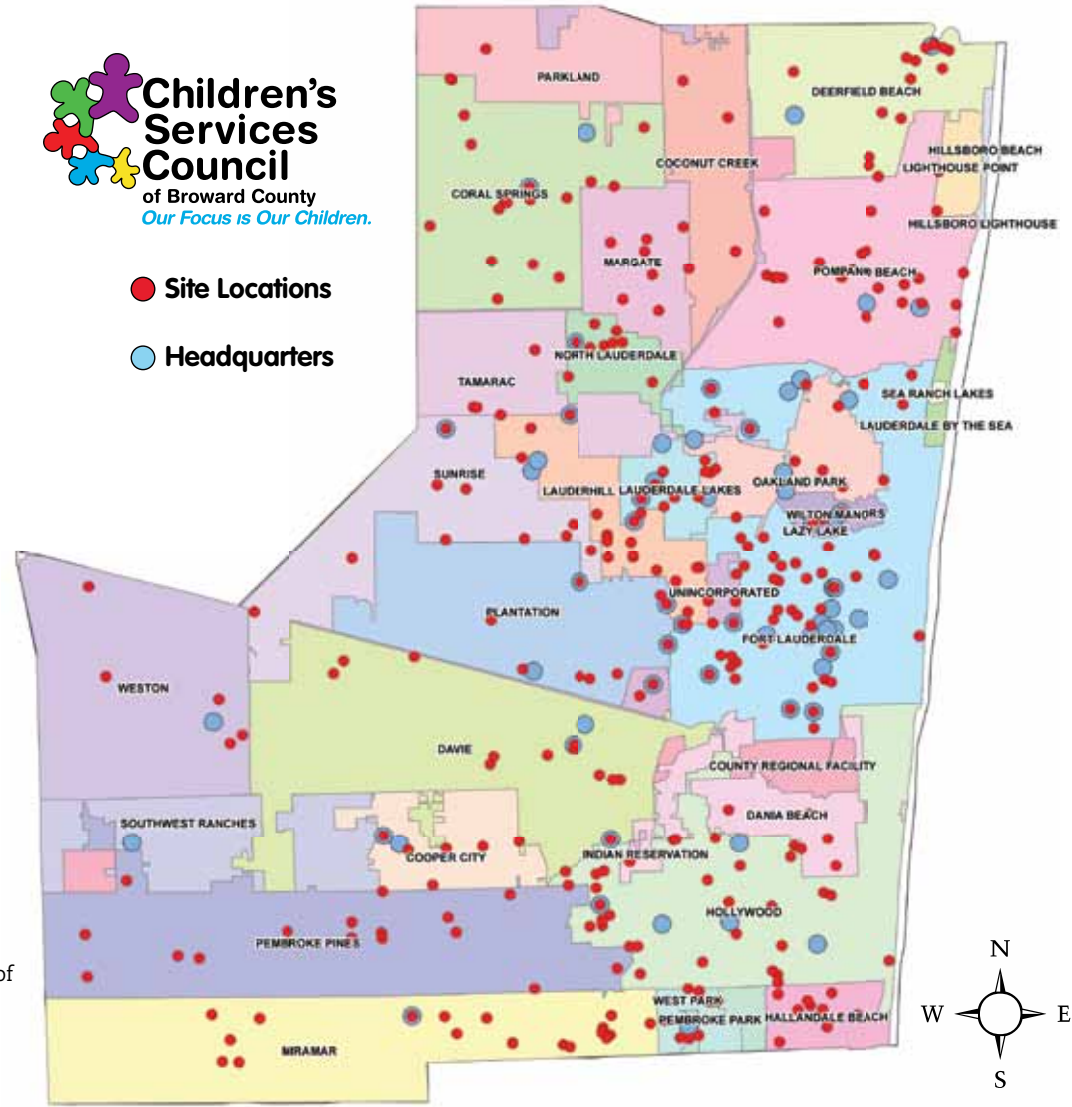 Children's
Services
Council
of Broward County
Our Focus is Our Children.
Site Locations
Headquarters
PARKLAND
DEERFIELD BEACH
HILLSBORO BEACH
LIGHTHOUSE POINT
COCONUT CREEK
CORAL SPRINGS
HILLSBORO LIGHTHOUSE
MARGATE
POMPANO BEACH
NORTH LAUDERDALE
TAMARAC
SEA RANCH LAKES
LAUDERDALE BY THE SEA
SUNRISE
LAUDERHILL
LAUDERDALE LAKES
OAKLAND PARK
WILTON MANORS
LAZY LAKE
UNINCORPORATED
PLANTATION
FORT LAUDERDALE
WESTON
DAVIE
COUNTY REGIONAL FACILITY
DANIA BEACH
SOUTHWEST RANCHES
COOPER CITY
INDIAN RESERVATION
HOLLYWOOD
PEMBROKE PINES
of
WEST PARK
PEMBROKE PARK
HALLANDALE BEACH
MIRAMAR
N
W
E
S